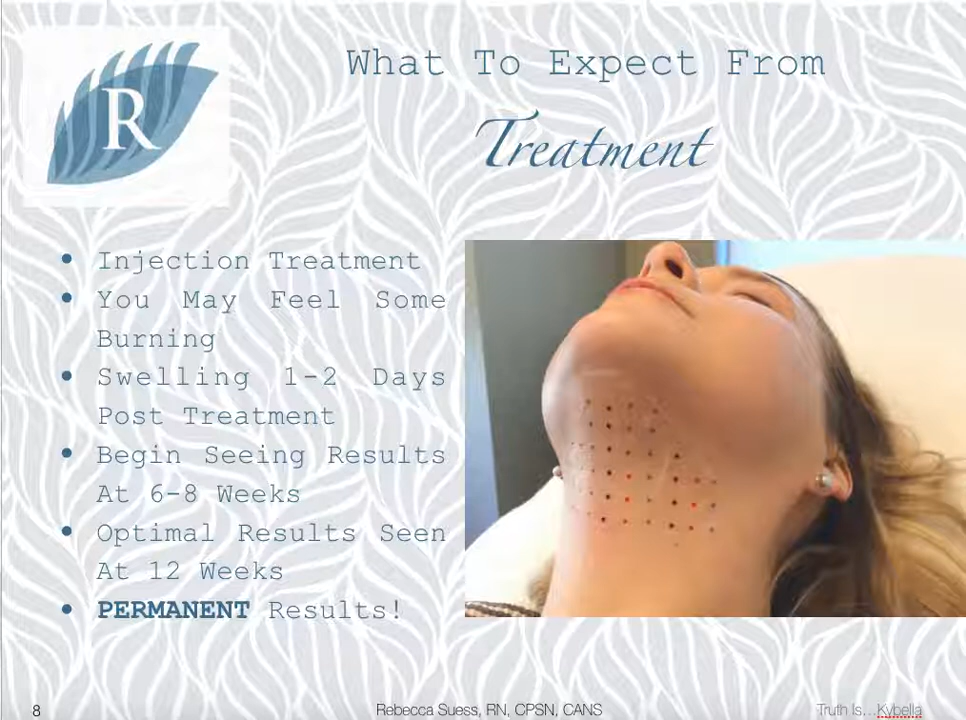 R
What To Expect From
Treatment
• Injection Treatment
• You May Feel Some
Burning
• Swelling 1-2 Days
Post Treatment
• Begin Seeing Results
At 6-8 Weeks
• Optimal Results Seen
At 12 Weeks
• PERMANENT Results!
8
Rebecca Suess, RN, CPSN, CANS
Truth Is...Kybella